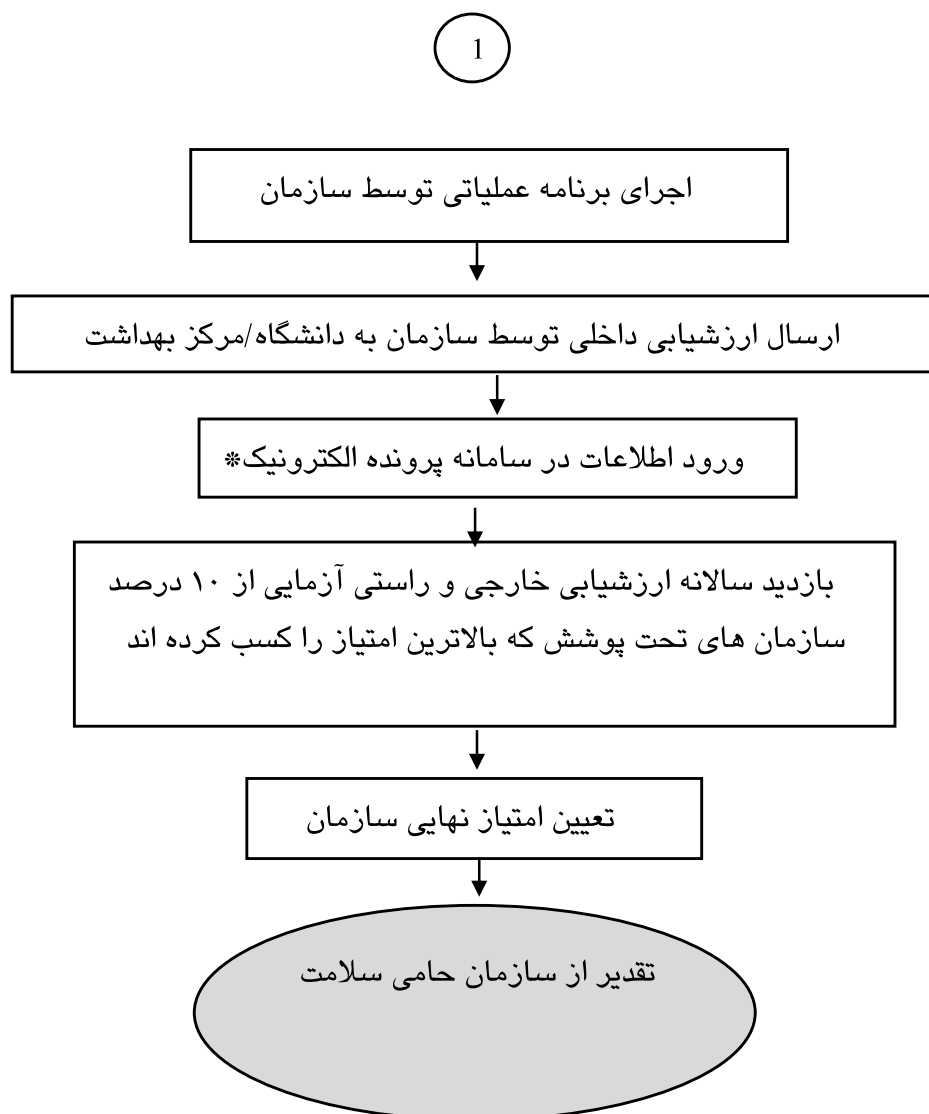 1
اجرای برنامه عملیاتی توسط سازمان
ارسال ارزشیابی داخلی توسط سازمان به دانشگاه/مرکز بهداشت
ورود اطلاعات در سامانه پرونده الکترونیک*
بازدید سالانه ارزشیابی خارجی و راستی آزمایی از ۱۰ درصد
سازمان های تحت پوشش که بالاترین امتیاز را کسب کرده اند
تعیین امتیاز نهایی سازمان
تقدیر از سازمان حامی سلامت